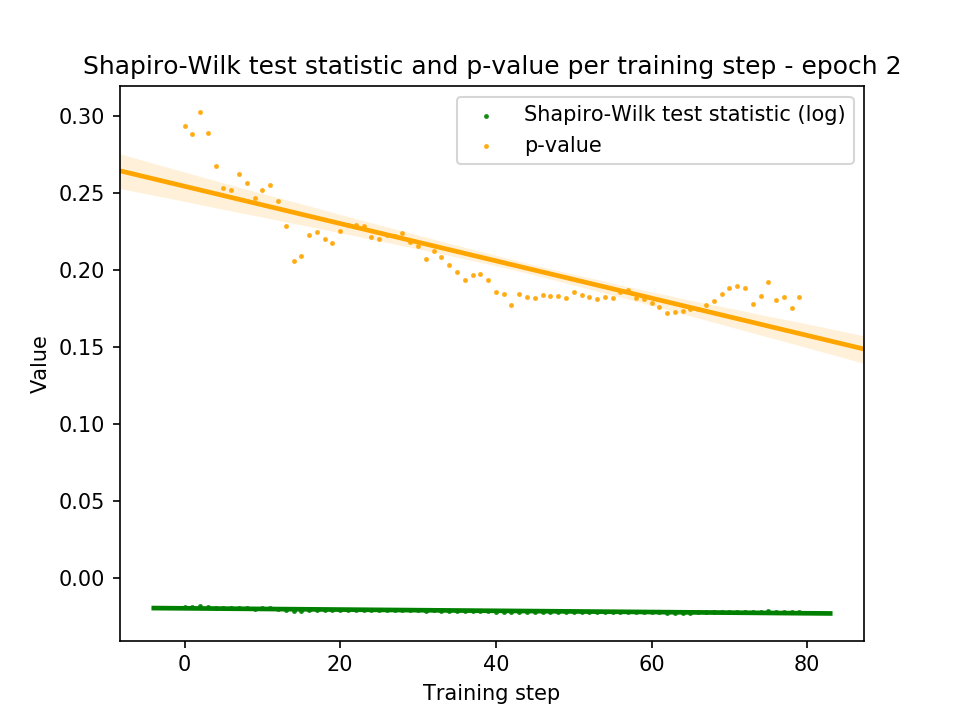 Shapiro-Wilk test statistic and p-value per training step - epoch 2
Shapiro-Wilk test statistic (log)
p-value
0.30
0.25
0.20
0.15
0.10
0.05
0.00
Value
0 20 40 60 80
Training step